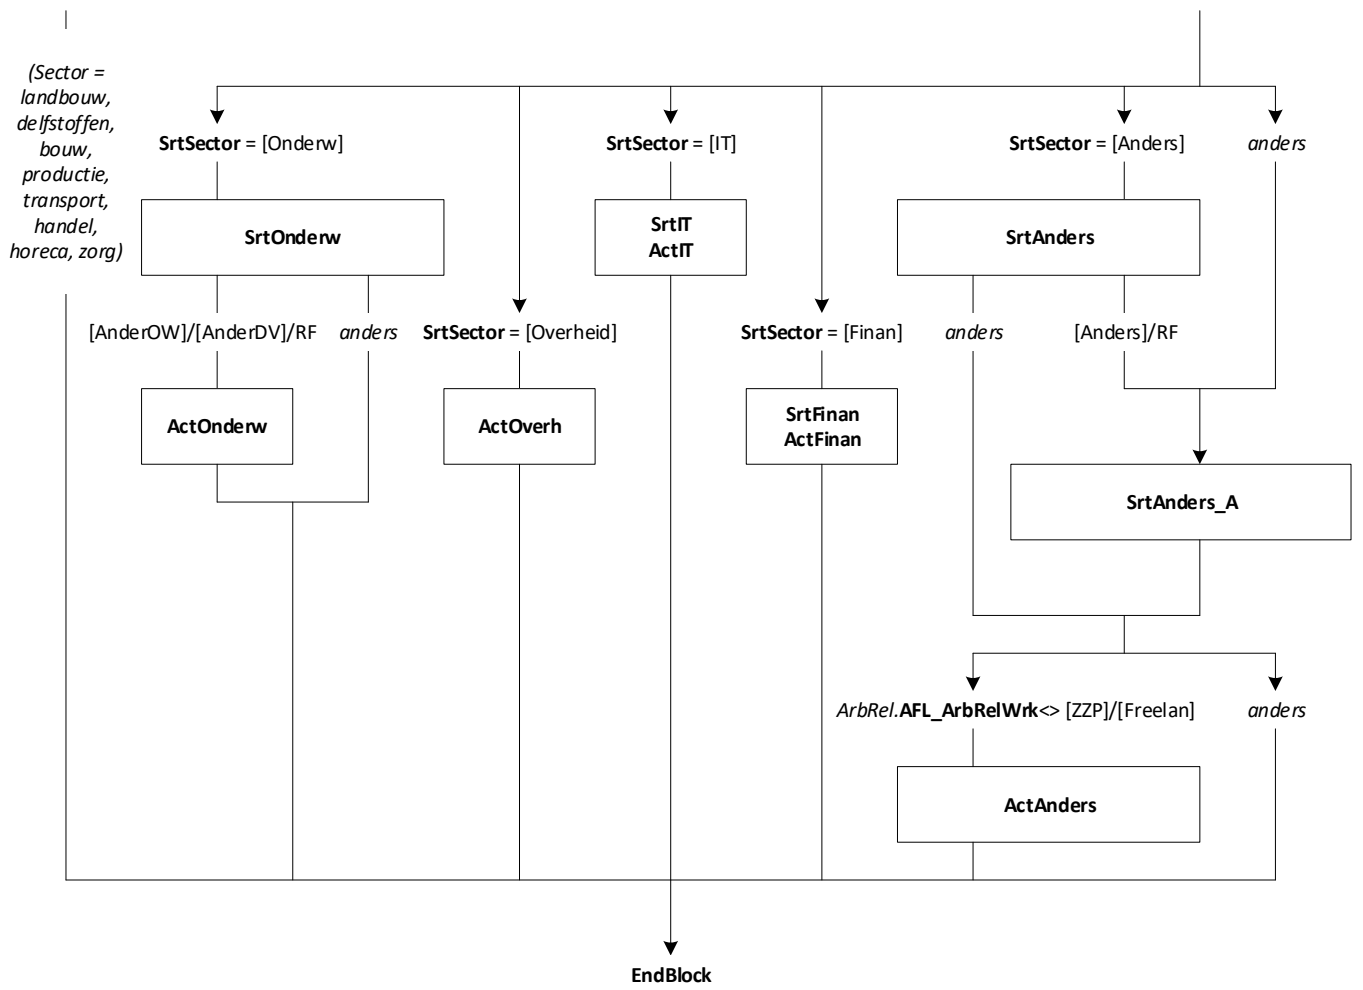 (Sector =
landbouw,
delfstoffen,
bouw,
productie,
transport,
handel,
horeca, zorg)
SrtSector = [Onderw]
SrtSector = [IT]
SrtSector = [Anders]
anders
SrtOnderw
SrtIT
ActIT
SrtAnders
[AnderOW]/[AnderDV]/RF
anders
SrtSector = [Overheid]
SrtSector = [Finan]
anders
[Anders]/RF
ActOnderw
ActOverh
SrtFinan
ActFinan
SrtAnders_A
ArbRel.AFL_ArbRelWrk<> [ZZP]/[Freelan]
anders
ActAnders
EndBlock